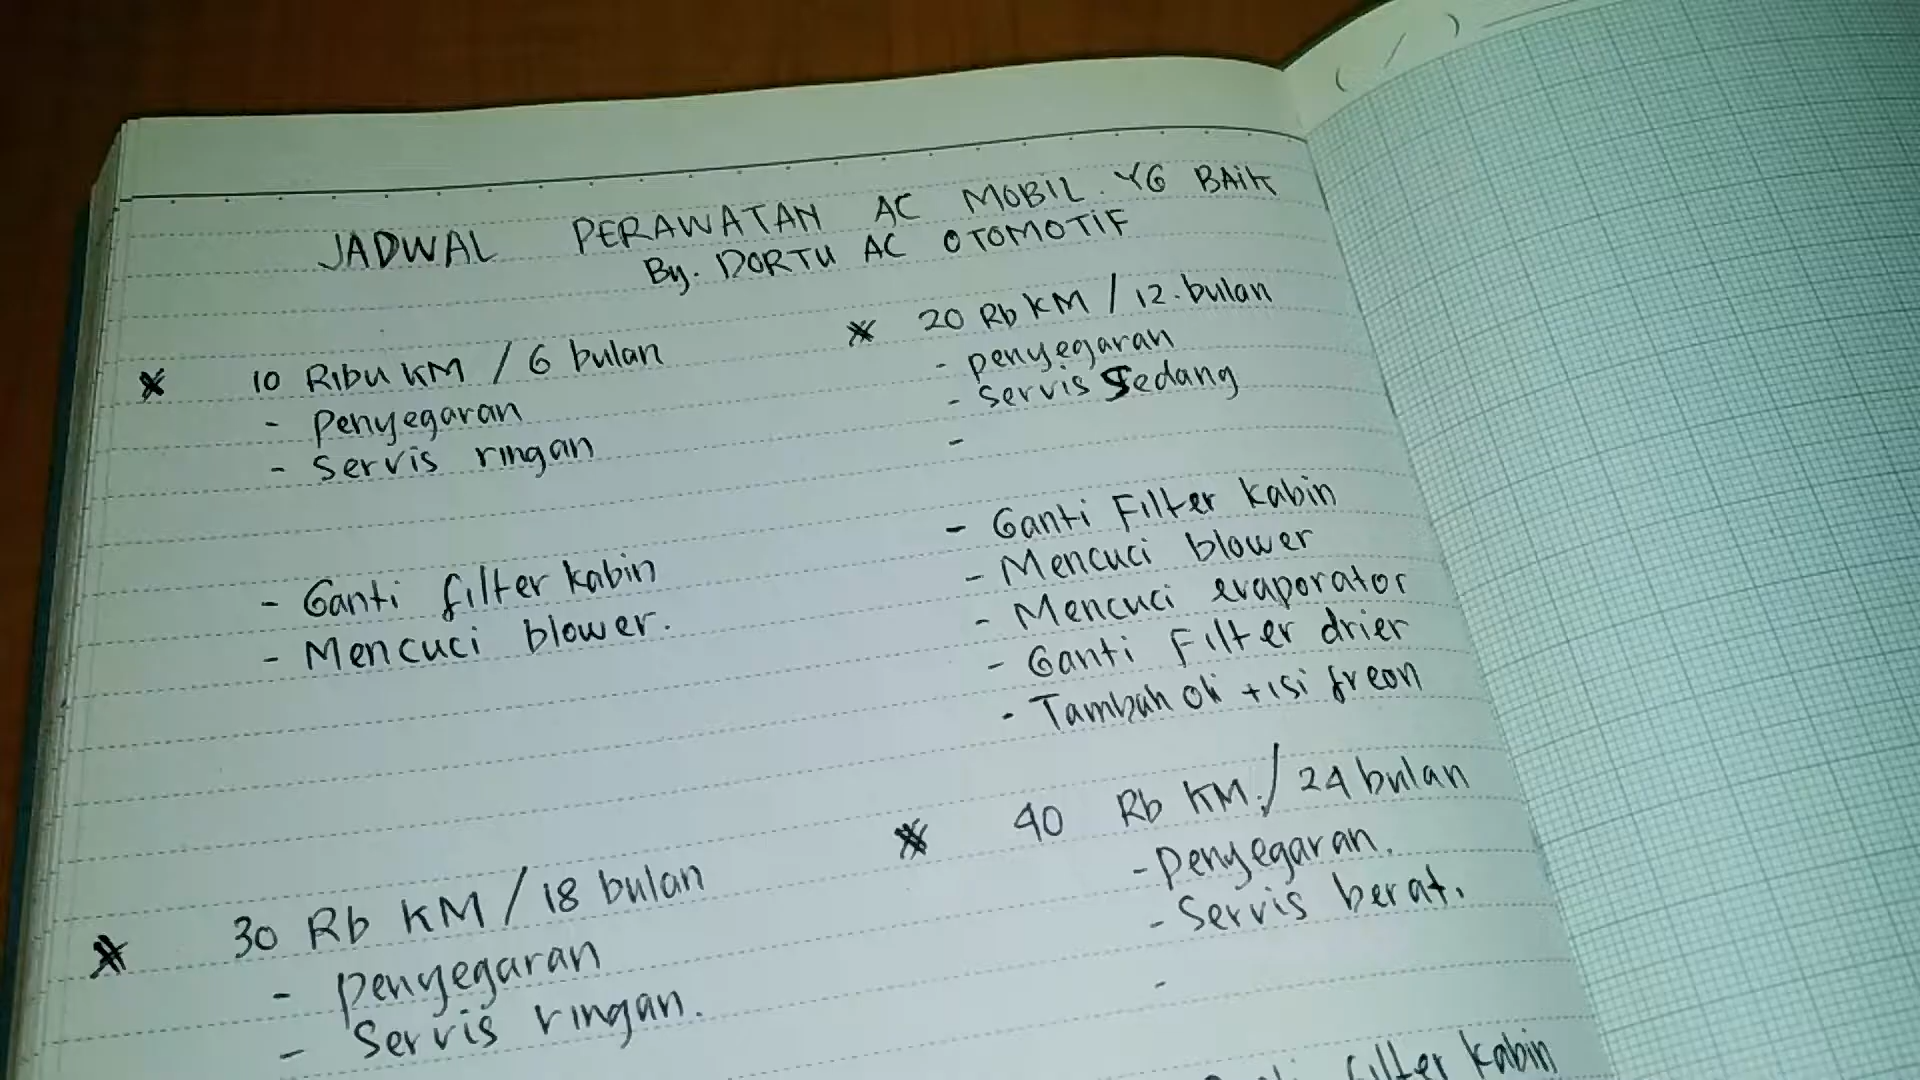 JADWAL PERAWATAN AC MOBIL YG BAIK
By. DORTU AC OTOMOTIF
* 10 Ribu KM / 6 bulan
- Penyegaran
- Servis ringan
- Ganti filter kabin
- Mencuci blower.
* 20 Rb KM / 12 bulan
- penyegaran
- Servis Sedang
-
- Ganti Filter kabin
- Mencuci blower
- Mencuci evaporator
- Ganti Filter drier
- Tambah oli + isi freon
* 30 Rb KM / 18 bulan
- penyegaran
- Servis ringan.
* 40 Rb KM / 24 bulan
- Penyegaran.
- Servis berat.
-
filter kabin